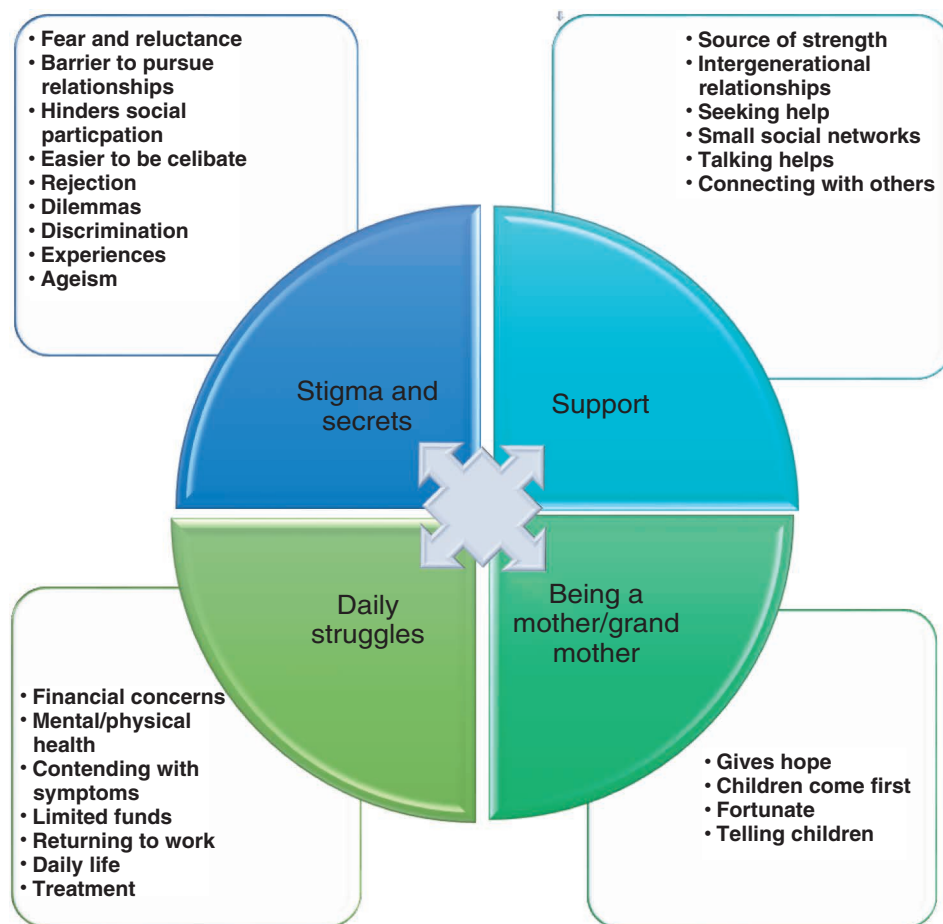 • Fear and reluctance
• Barrier to pursue
relationships
• Hinders social
particpation
• Easier to be celibate
• Rejection
• Dilemmas
• Discrimination
• Experiences
• Ageism
• Source of strength
• Intergenerational
relationships
• Seeking help
• Small social networks
• Talking helps
• Connecting with others
Stigma and
secrets
Support
Daily
struggles
Being a
mother/grand
mother
• Financial concerns
• Mental/physical
health
• Contending with
symptoms
• Limited funds
• Returning to work
• Daily life
• Treatment
• Gives hope
• Children come first
• Fortunate
• Telling children